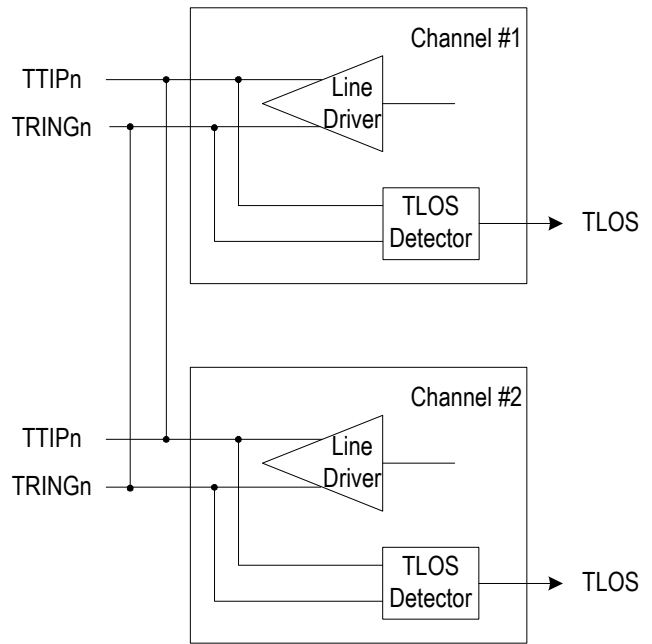 Channel #1
TTIPn
Line
Driver
TRINGn
TLOS
Detector
TLOS
Channel #2
TTIPn
Line
Driver
TRINGn
TLOS
Detector
TLOS